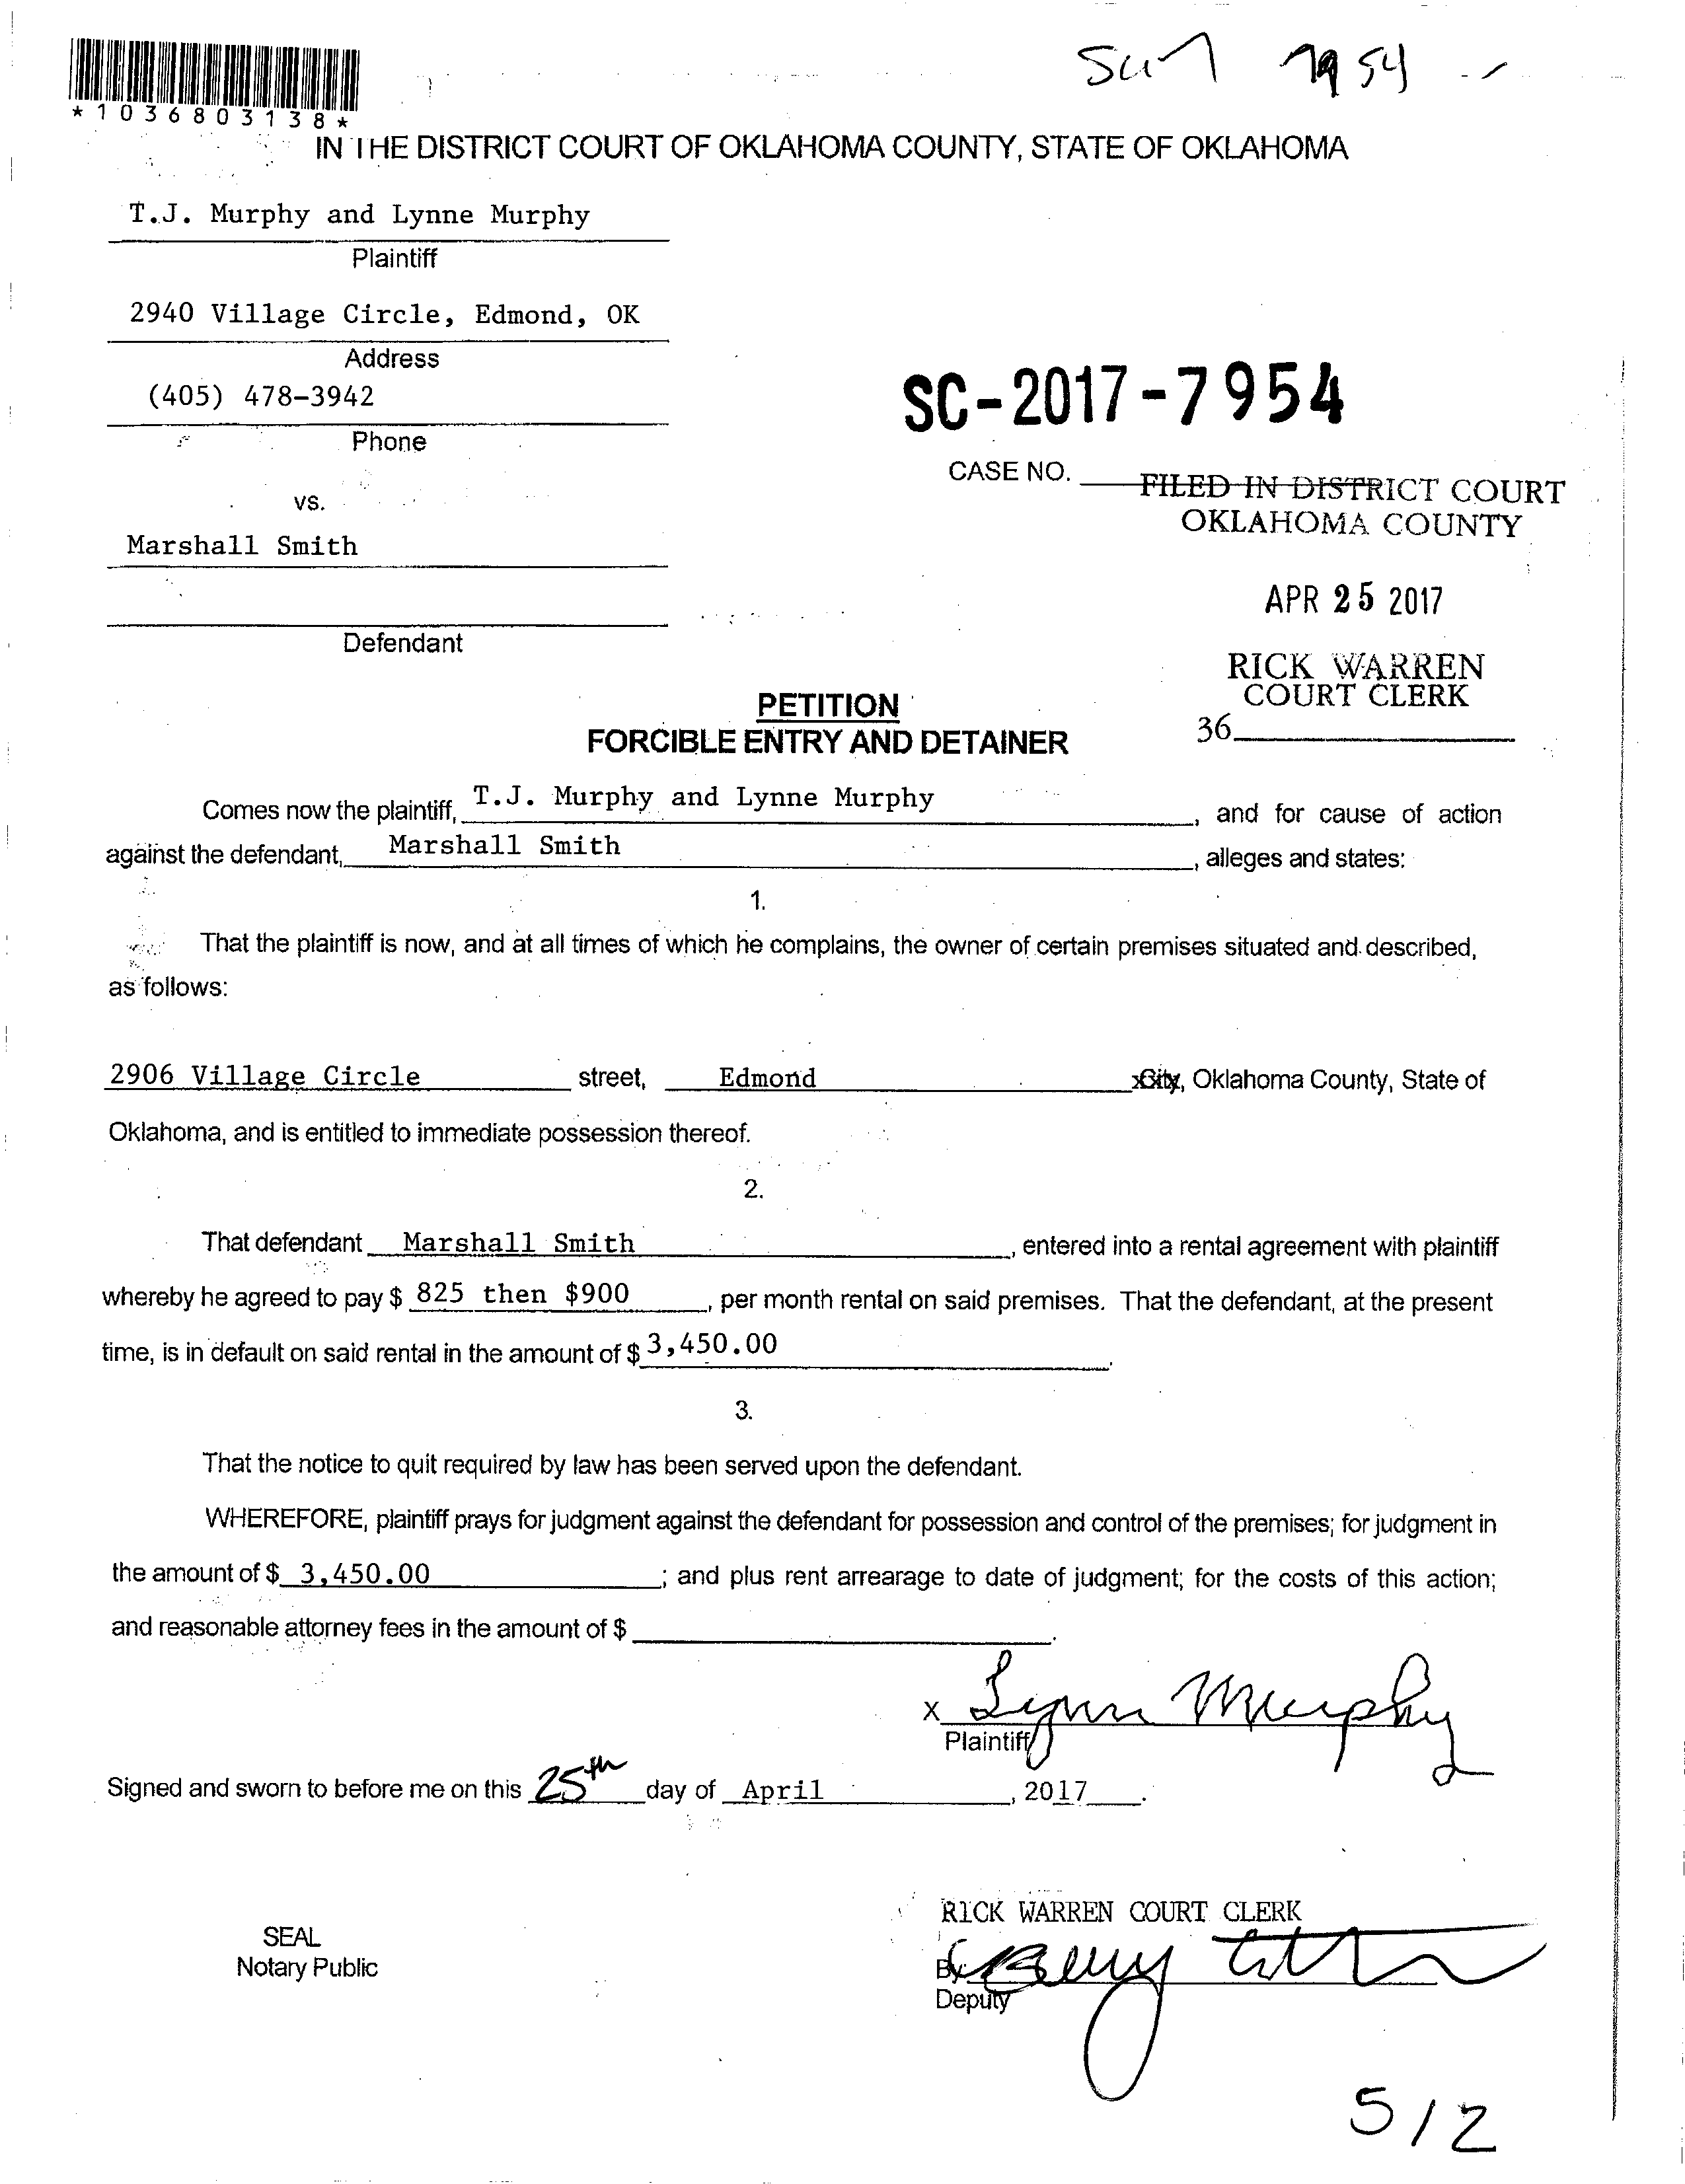 7954
*1036803138*
IN THE DISTRICT COURT OF OKLAHOMA COUNTY, STATE OF OKLAHOMA
T.J. Murphy and Lynne Murphy
Plaintiff
2940 Village Circle, Edmond, OK
Address
(405) 478-3942
Phone
SC-2017-7954
CASE NO.
FILED IN DISTRICT COURT
OKLAHOMA COUNTY
vs.
Marshall Smith
APR 25 2017
Defendant
RICK WARREN
COURT CLERK
36
PETITION
FORCIBLE ENTRY AND DETAINER
Comes now the plaintiff, T.J. Murphy and Lynne Murphy, and for cause of action
against the defendant, Marshall Smith, alleges and states:
1.
That the plaintiff is now, and at all times of which he complains, the owner of certain premises situated and described,
as follows:
2906 Village Circle street, Edmond City, Oklahoma County, State of
Oklahoma, and is entitled to immediate possession thereof.
2.
That defendant Marshall Smith, entered into a rental agreement with plaintiff
whereby he agreed to pay $ 825 then $900, per month rental on said premises. That the defendant, at the present
time, is in default on said rental in the amount of $ 3,450.00.
3.
That the notice to quit required by law has been served upon the defendant.
WHEREFORE, plaintiff prays for judgment against the defendant for possession and control of the premises; for judgment in
the amount of $ 3,450.00; and plus rent arrearage to date of judgment; for the costs of this action;
and reasonable attorney fees in the amount of $ .
x Lynn Murphy
Plaintiff
Signed and sworn to before me on this 25th day of April, 2017.
RICK WARREN COURT CLERK
SEAL
Notary Public
By:
Deputy
5/2